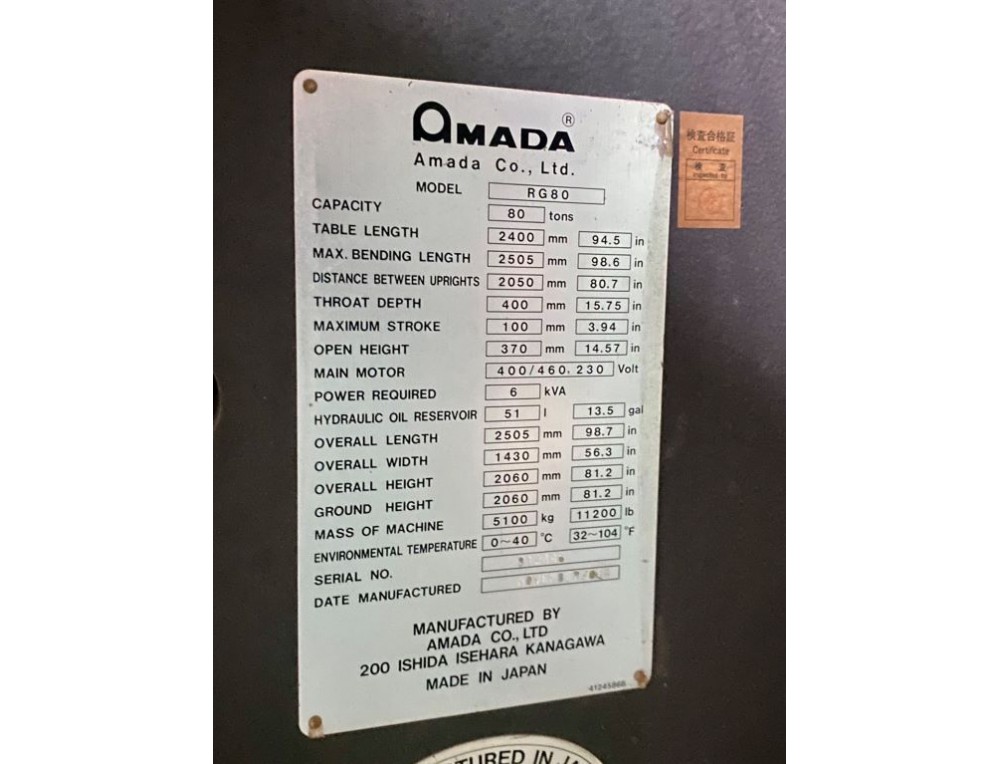 AMADA ®
Amada Co., Ltd.
MODEL RG80
CAPACITY 80 tons
TABLE LENGTH 2400 mm 94.5 in
MAX. BENDING LENGTH 2505 mm 98.6 in
DISTANCE BETWEEN UPRIGHTS 2050 mm 80.7 in
THROAT DEPTH 400 mm 15.75 in
MAXIMUM STROKE 100 mm 3.94 in
OPEN HEIGHT 370 mm 14.57 in
MAIN MOTOR 400/460.230 Volt
POWER REQUIRED 6 kVA
HYDRAULIC OIL RESERVOIR 51 l 13.5 gal
OVERALL LENGTH 2505 mm 98.7 in
OVERALL WIDTH 1430 mm 56.3 in
OVERALL HEIGHT 2060 mm 81.2 in
GROUND HEIGHT 2060 mm 81.2 in
MASS OF MACHINE 5100 kg 11200 lb
ENVIRONMENTAL TEMPERATURE 0~40 °C 32~104 °F
SERIAL NO.
DATE MANUFACTURED
MANUFACTURED BY
AMADA CO., LTD
200 ISHIDA ISEHARA KANAGAWA
MADE IN JAPAN
検査合格証
Certificate
検 査